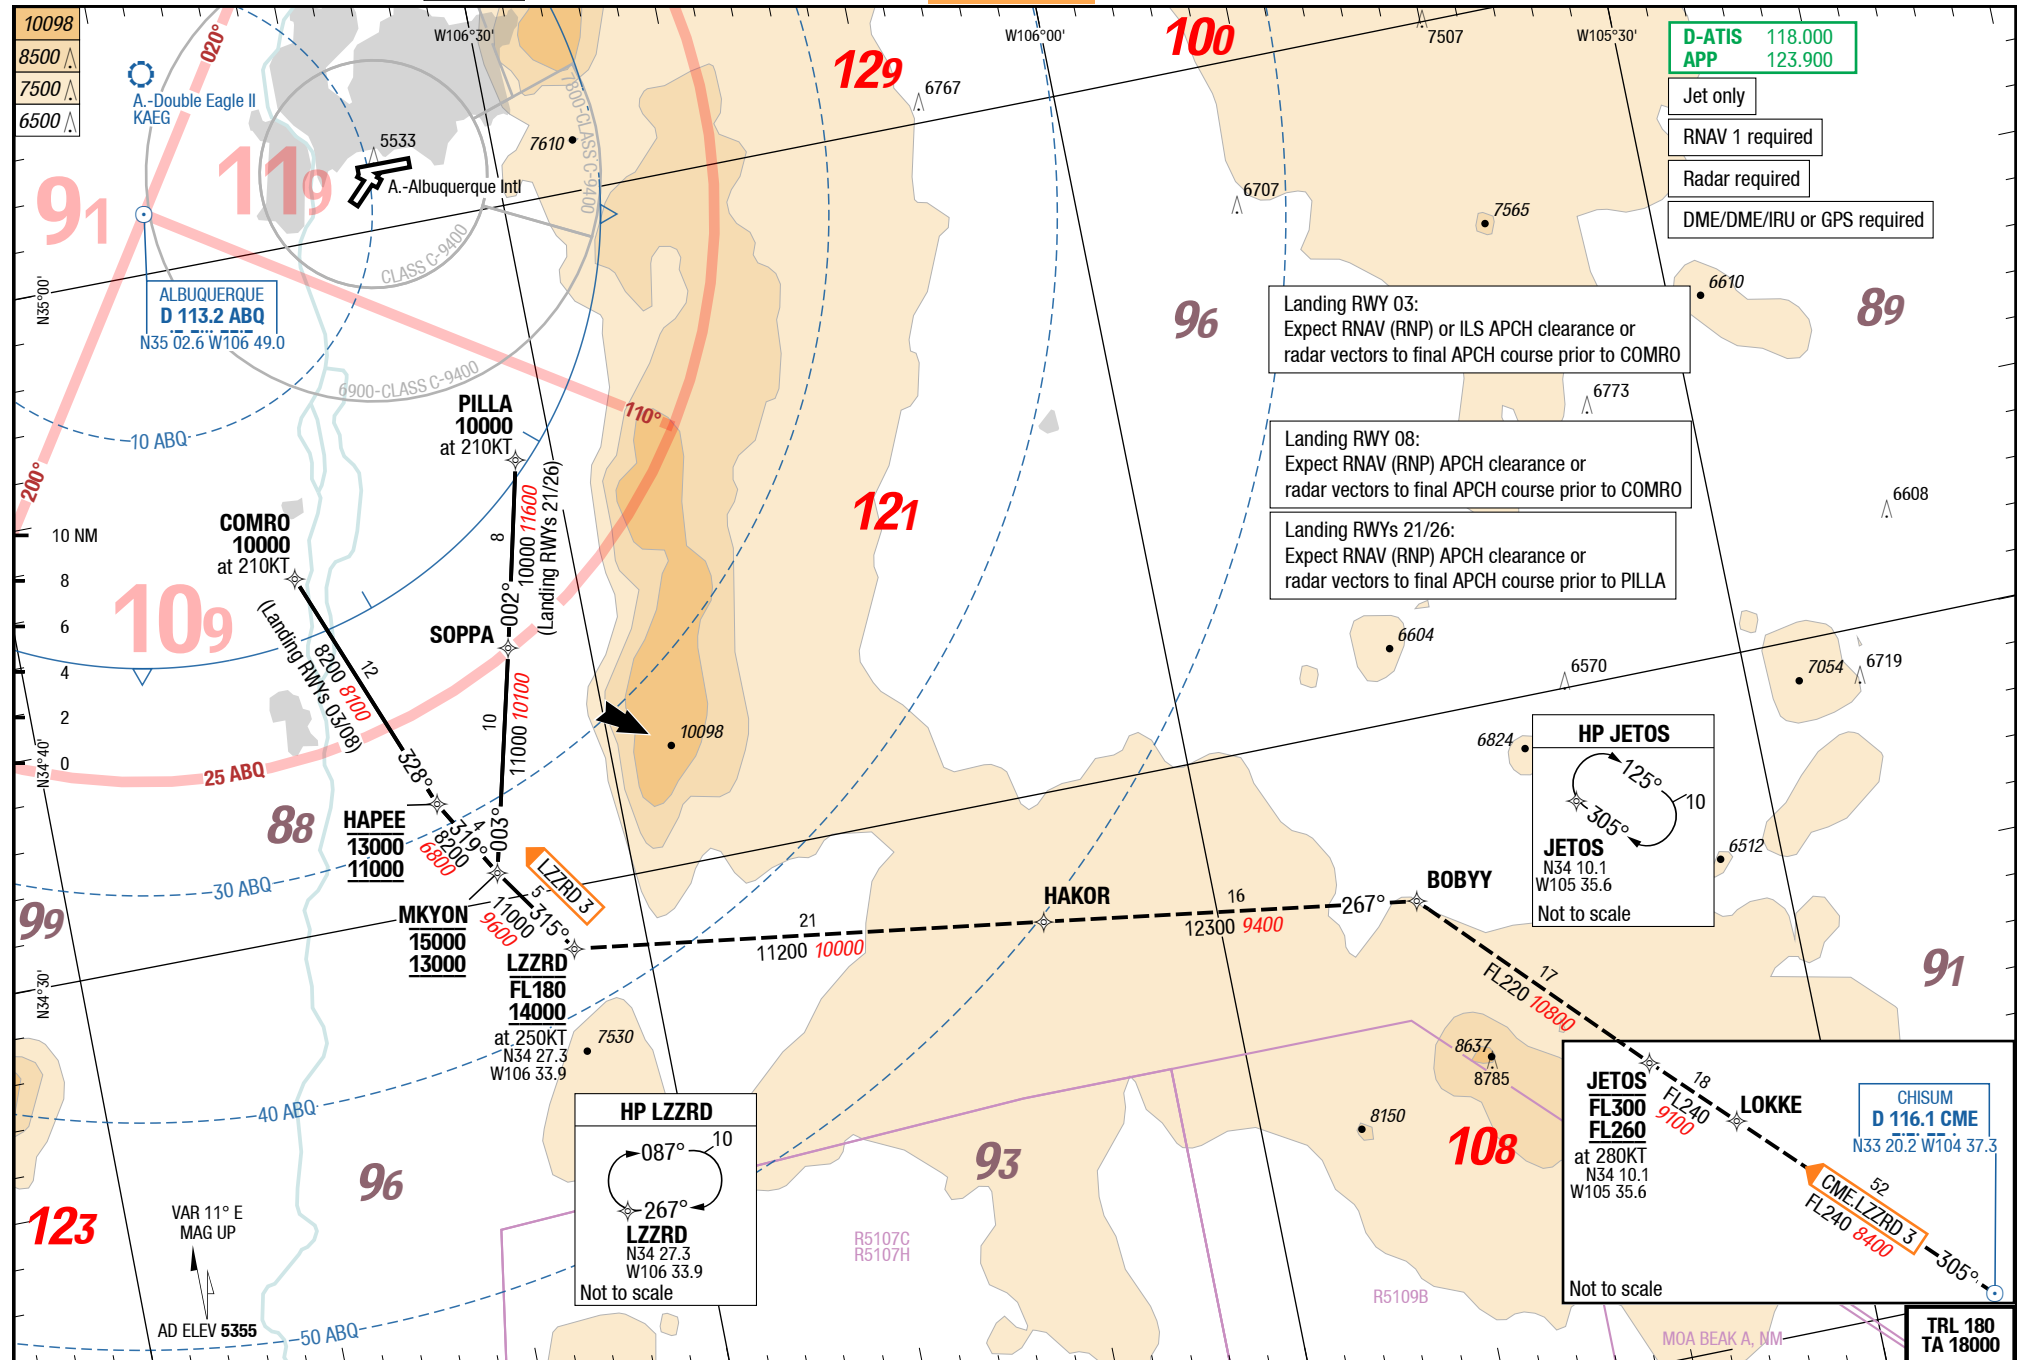 10098
8500
7500
6500
020°
A.-Double Eagle II
KAEG
W106°30'
W106°00'
W105°30'
129
100
7507
6767
D-ATIS 118.000
APP 123.900
Jet only
RNAV 1 required
Radar required
DME/DME/IRU or GPS required
7800-CLASS C-9400
7610
5533
A.-Albuquerque Intl
91
119
CLASS C-9400
6707
7565
6610
N35°00'
ALBUQUERQUE
D 113.2 ABQ
N35 02.6 W106 49.0
6900-CLASS C-9400
96
89
Landing RWY 03:
Expect RNAV (RNP) or ILS APCH clearance or
radar vectors to final APCH course prior to COMRO
6773
Landing RWY 08:
Expect RNAV (RNP) APCH clearance or
radar vectors to final APCH course prior to COMRO
Landing RWYs 21/26:
Expect RNAV (RNP) APCH clearance or
radar vectors to final APCH course prior to PILLA
6608
110°
10 ABQ
200°
PILLA
10000
at 210KT
121
8
10000 11600
(Landing RWYs 21/26)
002°
COMRO
10000
at 210KT
10 NM
8
6
4
2
0
109
SOPPA
12
8200 8100
(Landing RWYs 03/08)
328°
10
11000 10100
003°
10098
6604
6570
7054
6719
N34°40'
25 ABQ
6824
HP JETOS
125°
10
305°
JETOS
N34 10.1
W105 35.6
Not to scale
6512
88
HAPEE
13000
11000
4
319°
8200
6800
LZZRD 3
30 ABQ
99
MKYON
15000
13000
5
315°
11000
9600
LZZRD
FL180
14000
at 250KT
N34 27.3
W106 33.9
21
11200 10000
HAKOR
16
12300 9400
267°
BOBYY
17
FL220 10800
91
N34°30'
7530
8637
8785
8150
40 ABQ
HP LZZRD
087°
10
267°
LZZRD
N34 27.3
W106 33.9
Not to scale
96
93
108
JETOS
FL300
FL260
at 280KT
N34 10.1
W105 35.6
18
FL240
9100
LOKKE
CHISUM
D 116.1 CME
N33 20.2 W104 37.3
52
CME.LZZRD 3
FL240 8400
305°
Not to scale
123
VAR 11° E
MAG UP
AD ELEV 5355
50 ABQ
R5107C
R5107H
R5109B
MOA BEAK A, NM
TRL 180
TA 18000